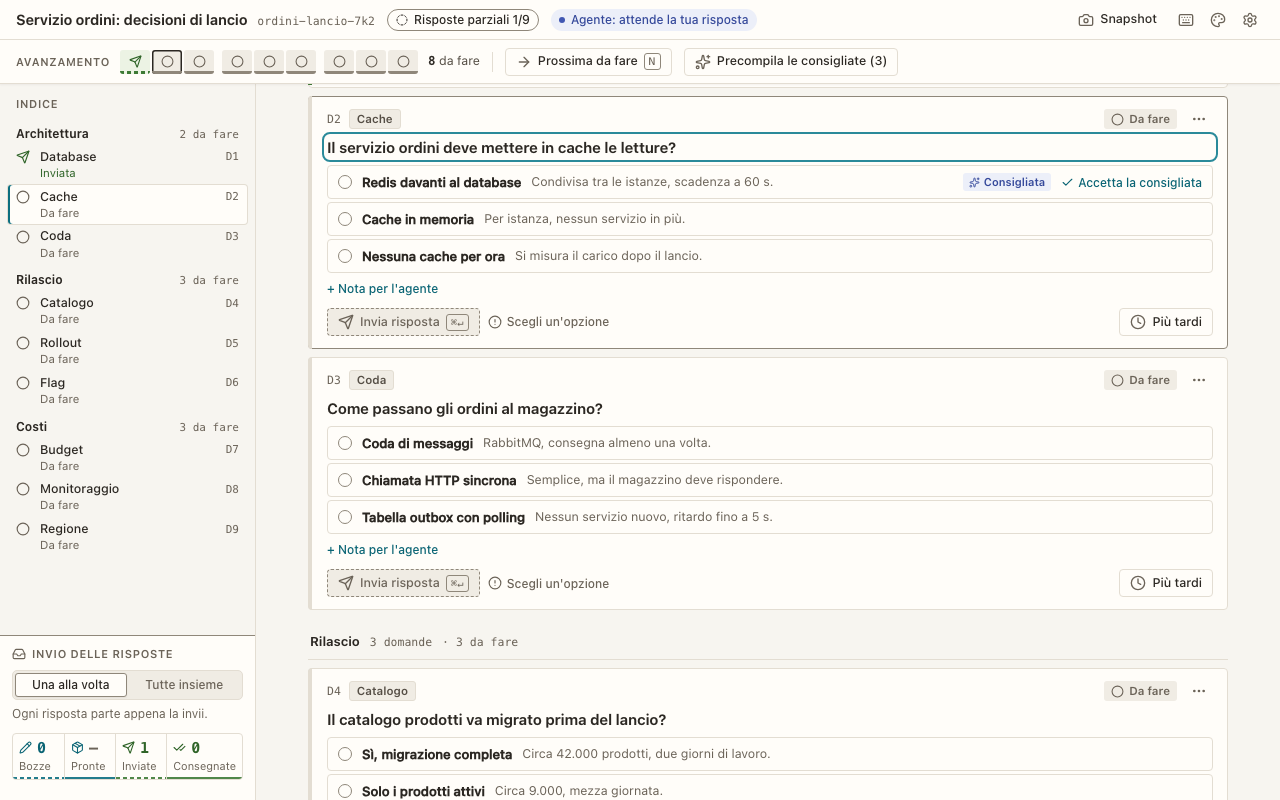 Servizio ordini: decisioni di lancio ordini-lancio-7k2 Risposte parziali 1/9 Agente: attende la tua risposta Snapshot
AVANZAMENTO 8 da fare Prossima da fare N Precompila le consigliate (3)
INDICE
Architettura 2 da fare
Database D1
Inviata
Cache D2
Da fare
Coda D3
Da fare
Rilascio 3 da fare
Catalogo D4
Da fare
Rollout D5
Da fare
Flag D6
Da fare
Costi 3 da fare
Budget D7
Da fare
Monitoraggio D8
Da fare
Regione D9
Da fare
INVIO DELLE RISPOSTE
Una alla volta Tutte insieme
Ogni risposta parte appena la invii.
0 – 1 0
Bozze Pronte Inviate Consegnate
D2 Cache Da fare
Il servizio ordini deve mettere in cache le letture?
Redis davanti al database Condivisa tra le istanze, scadenza a 60 s. Consigliata Accetta la consigliata
Cache in memoria Per istanza, nessun servizio in più.
Nessuna cache per ora Si misura il carico dopo il lancio.
+ Nota per l'agente
Invia risposta ⌘↵ Scegli un'opzione Più tardi
D3 Coda Da fare
Come passano gli ordini al magazzino?
Coda di messaggi RabbitMQ, consegna almeno una volta.
Chiamata HTTP sincrona Semplice, ma il magazzino deve rispondere.
Tabella outbox con polling Nessun servizio nuovo, ritardo fino a 5 s.
+ Nota per l'agente
Invia risposta ⌘↵ Scegli un'opzione Più tardi
Rilascio 3 domande · 3 da fare
D4 Catalogo Da fare
Il catalogo prodotti va migrato prima del lancio?
Sì, migrazione completa Circa 42.000 prodotti, due giorni di lavoro.
Solo i prodotti attivi Circa 9.000, mezza giornata.